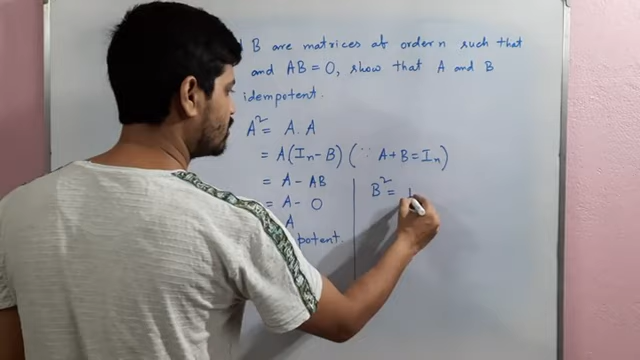 B are matrices of order n such that
and AB = 0, show that A and B
idempotent.
A² = A. A
= A(Iₙ - B) (∵ A + B = Iₙ)
= A - AB
= A - 0
A
potent.
B² =